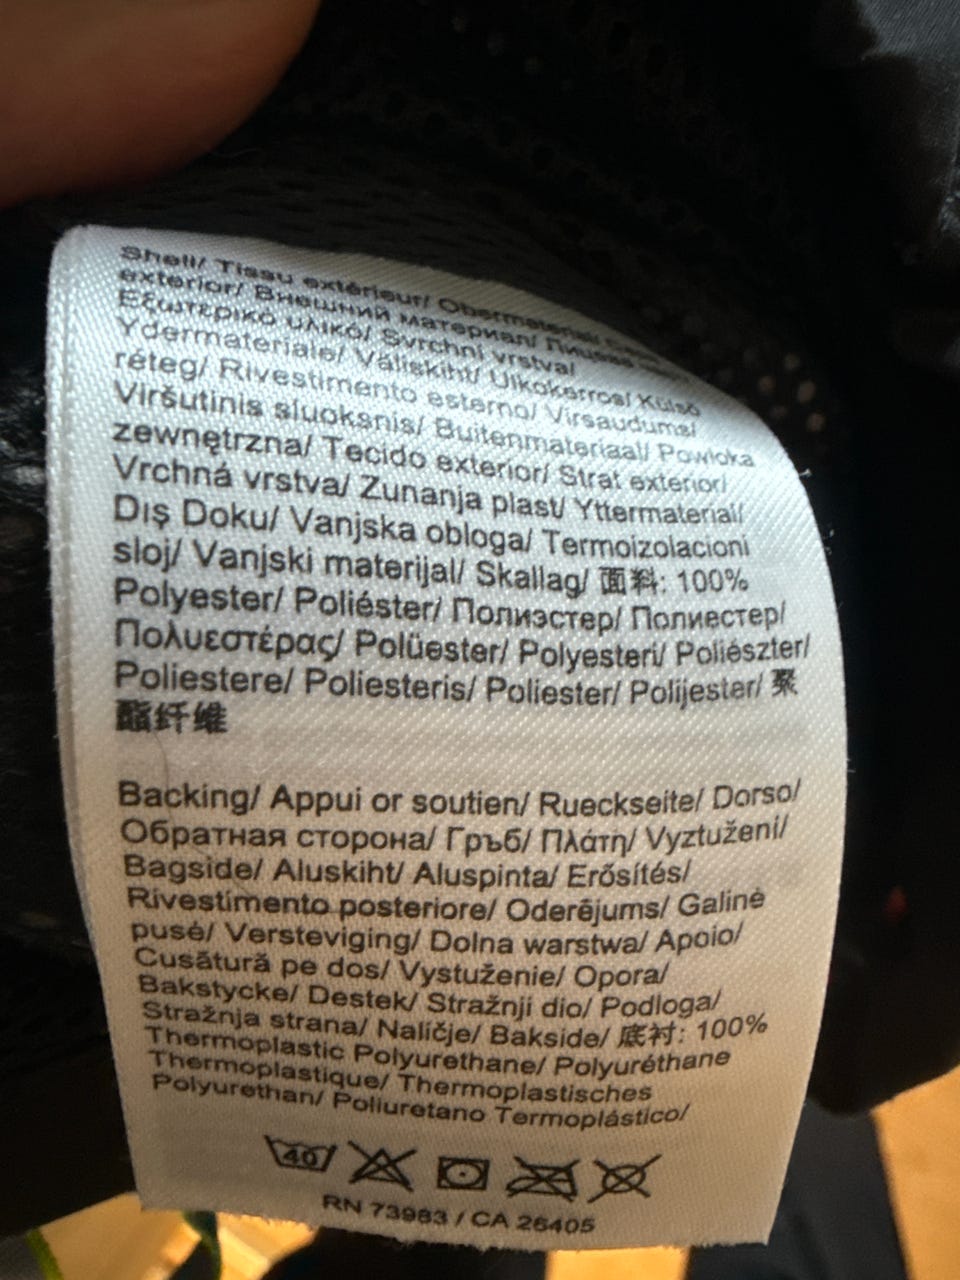 Shell/ Tissu extérieur/ Obermaterial/
exterior/ Внешний материал/ Лицева
Εξωτερικό υλικό/ Svrchní vrstva/
Ydermateriale/ Väliskiht/ Ulkokerros/ Külső
réteg/ Rivestimento esterno/ Virsaudums/
Viršutinis sluoksnis/ Buitenmateriaal/ Powłoka
zewnętrzna/ Tecido exterior/ Strat exterior/
Vrchná vrstva/ Zunanja plast/ Yttermaterial/
Dış Doku/ Vanjska obloga/ Termoizolacioni
sloj/ Vanjski materijal/ Skallag/ 面料: 100%
Polyester/ Poliéster/ Полиэстер/ Полиестер/
Πολυεστέρας/ Polüester/ Polyesteri/ Poliészter/
Poliestere/ Poliesteris/ Poliester/ Polijester/ 聚
酯纤维
Backing/ Appui or soutien/ Rueckseite/ Dorso/
Обратная сторона/ Гръб/ Πλάτη/ Vyztužení/
Bagside/ Aluskiht/ Aluspinta/ Erősítés/
Rivestimento posteriore/ Oderējums/ Galinė
pusė/ Versteviging/ Dolna warstwa/ Apoio/
Cusătură pe dos/ Vystuženie/ Opora/
Bakstycke/ Destek/ Stražnji dio/ Podloga/
Stražnja strana/ Naličje/ Bakside/ 底衬: 100%
Thermoplastic Polyurethane/ Polyuréthane
Thermoplastique/ Thermoplastisches
Polyurethan/ Poliuretano Termoplástico/
40
RN 73983 / CA 26405